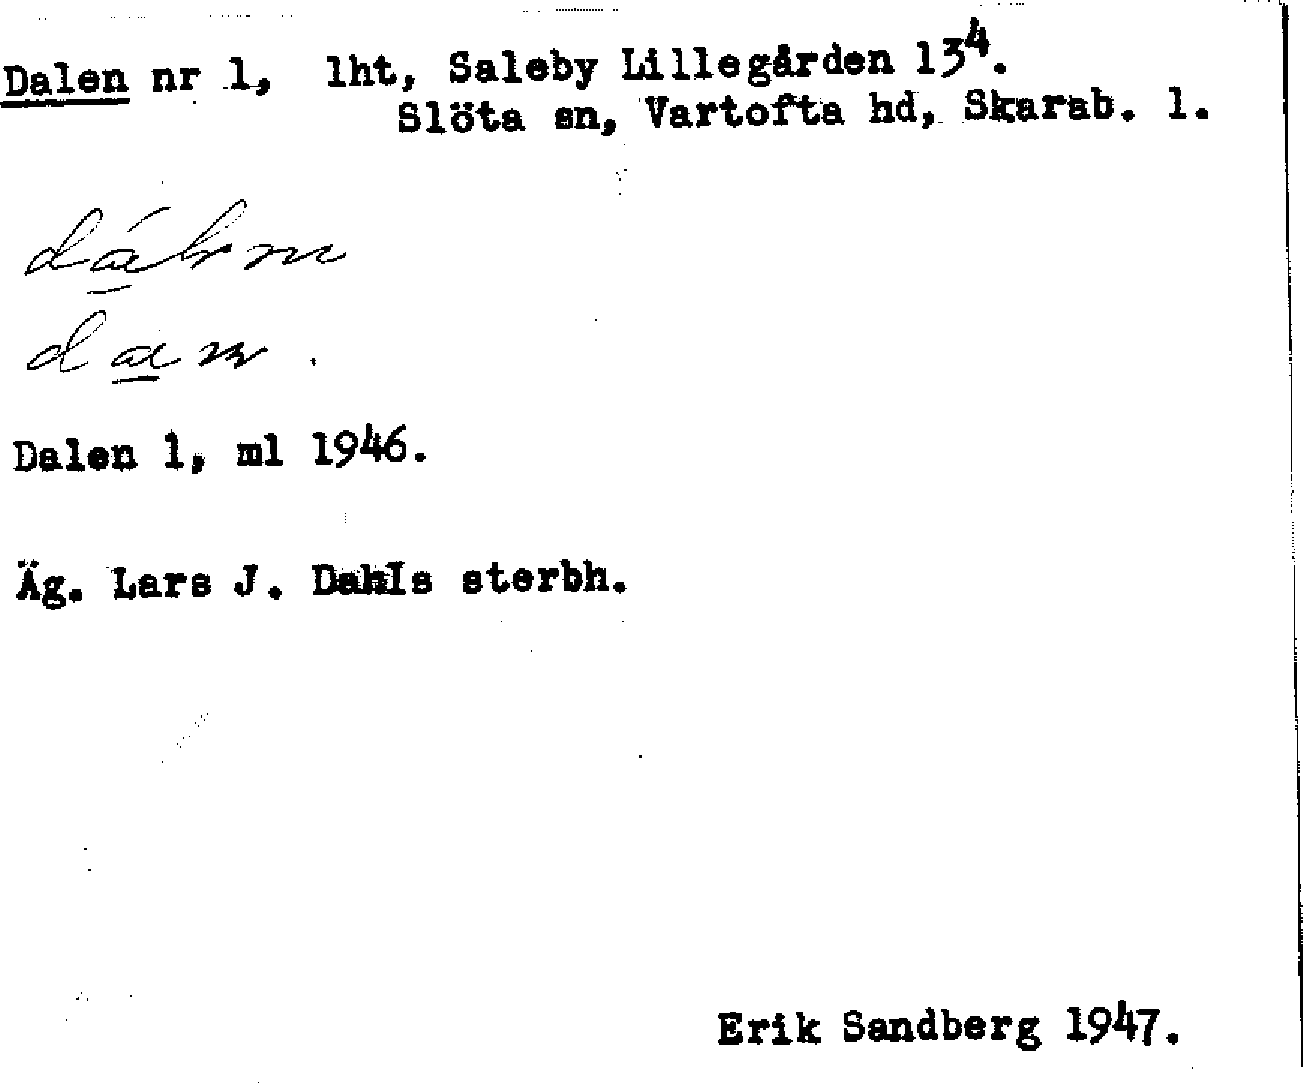 Dalen nr 1, lht, Saleby Lillegården 13⁴.
Slöta sn, Vartofta hd, Skarab. l.
Dalen 1, ml 1946.
Äg. Lars J. Dahls sterbh.
Erik Sandberg 1947.